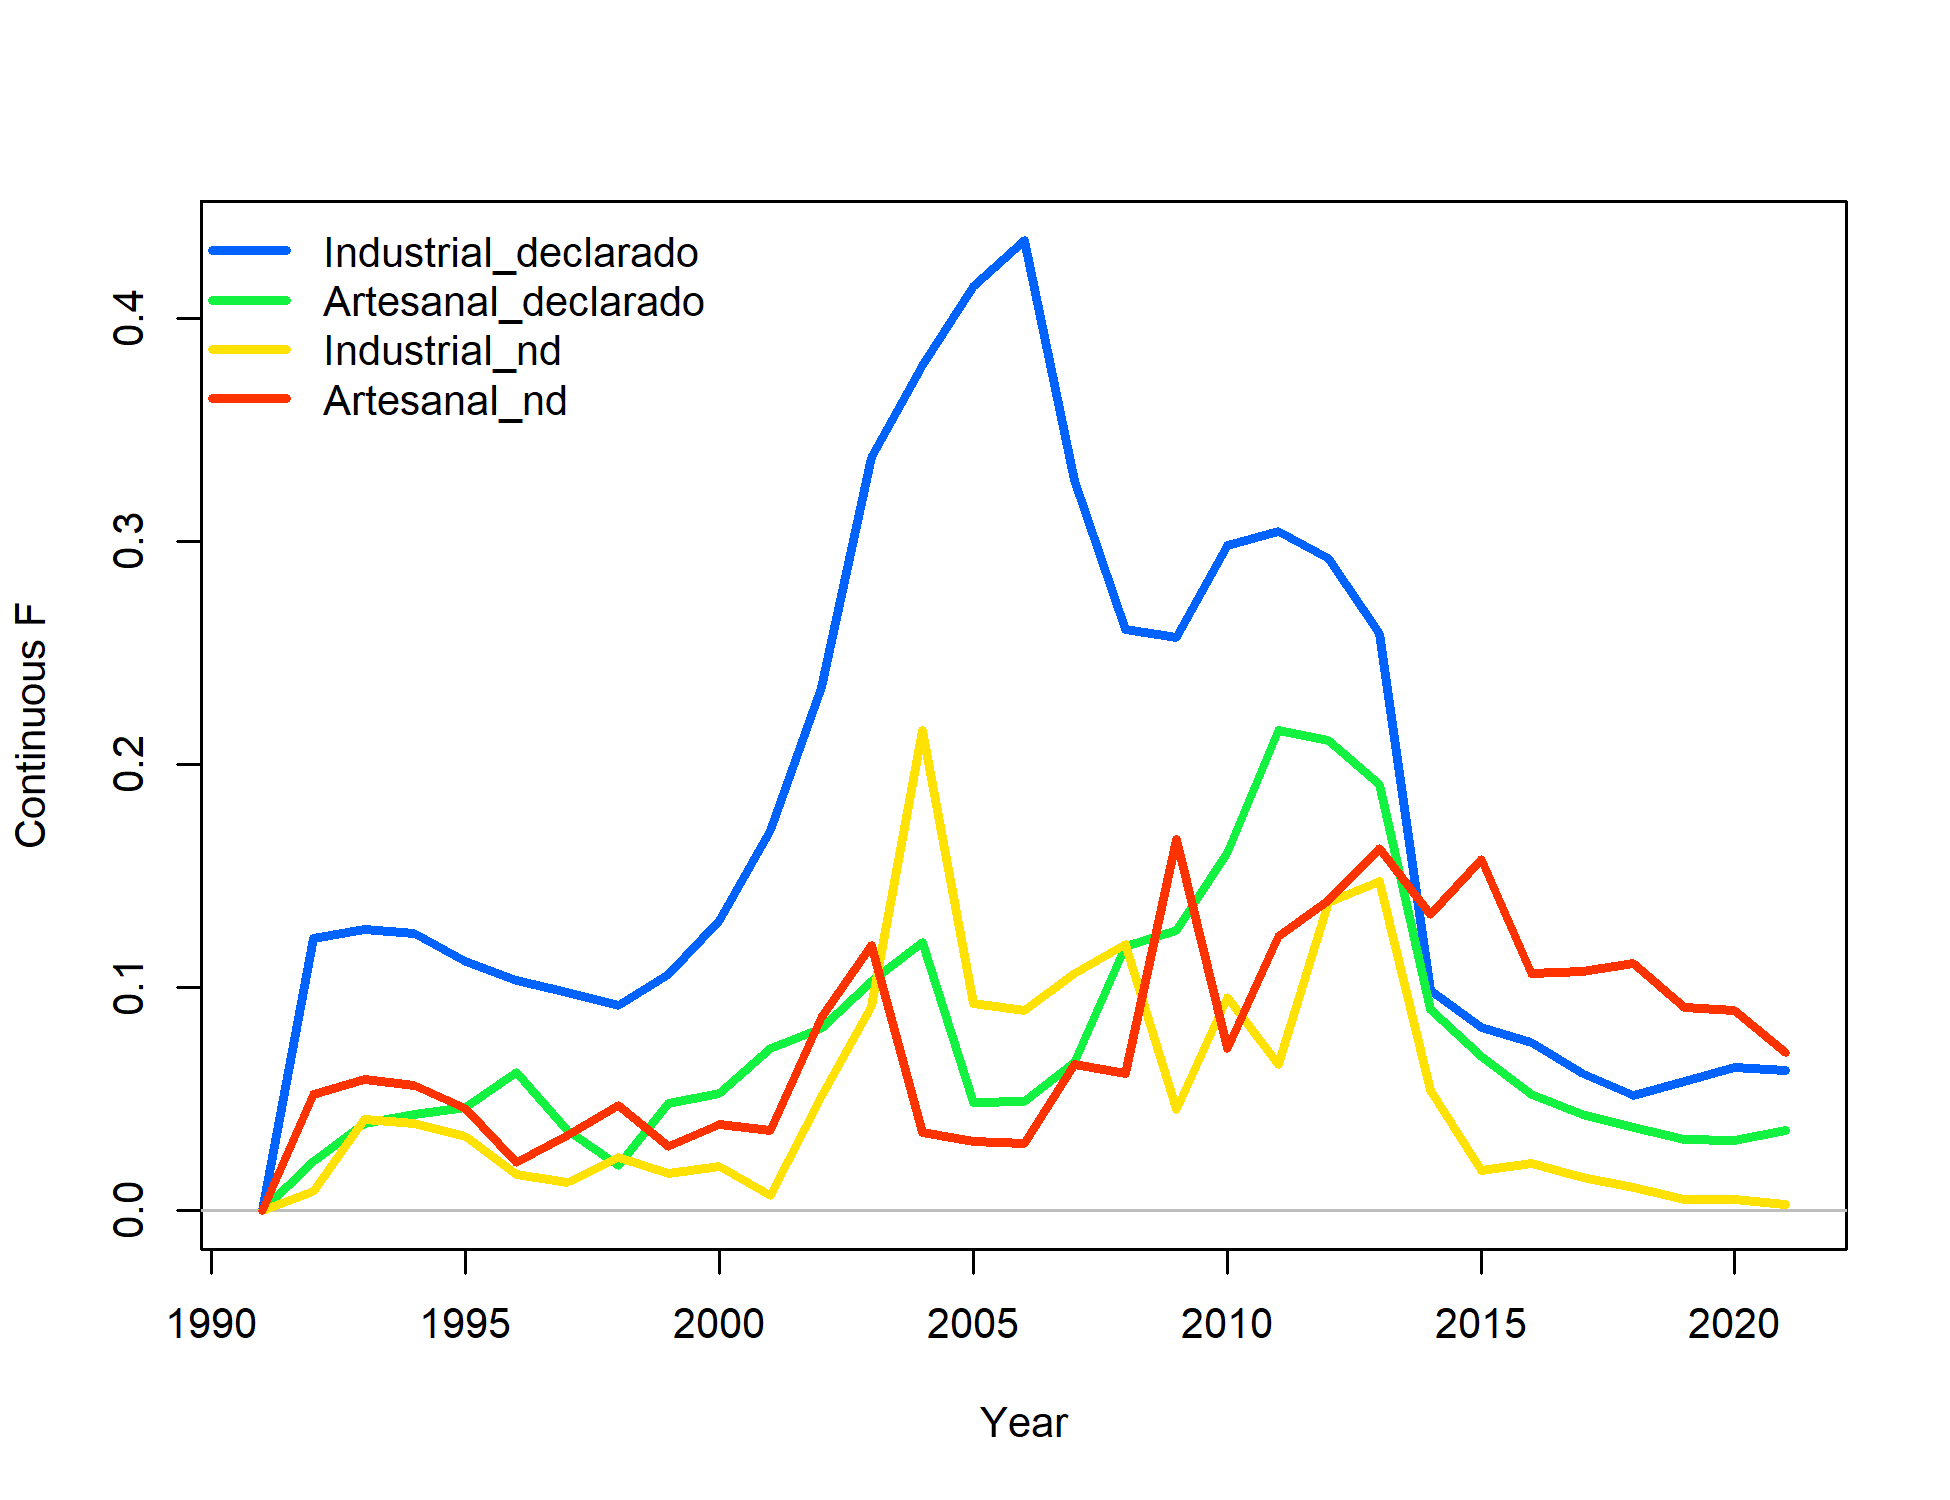 Industrial_declarado
Artesanal_declarado
Industrial_nd
Artesanal_nd
Continuous F
0.4
0.3
0.2
0.1
0.0
1990 1995 2000 2005 2010 2015 2020
Year